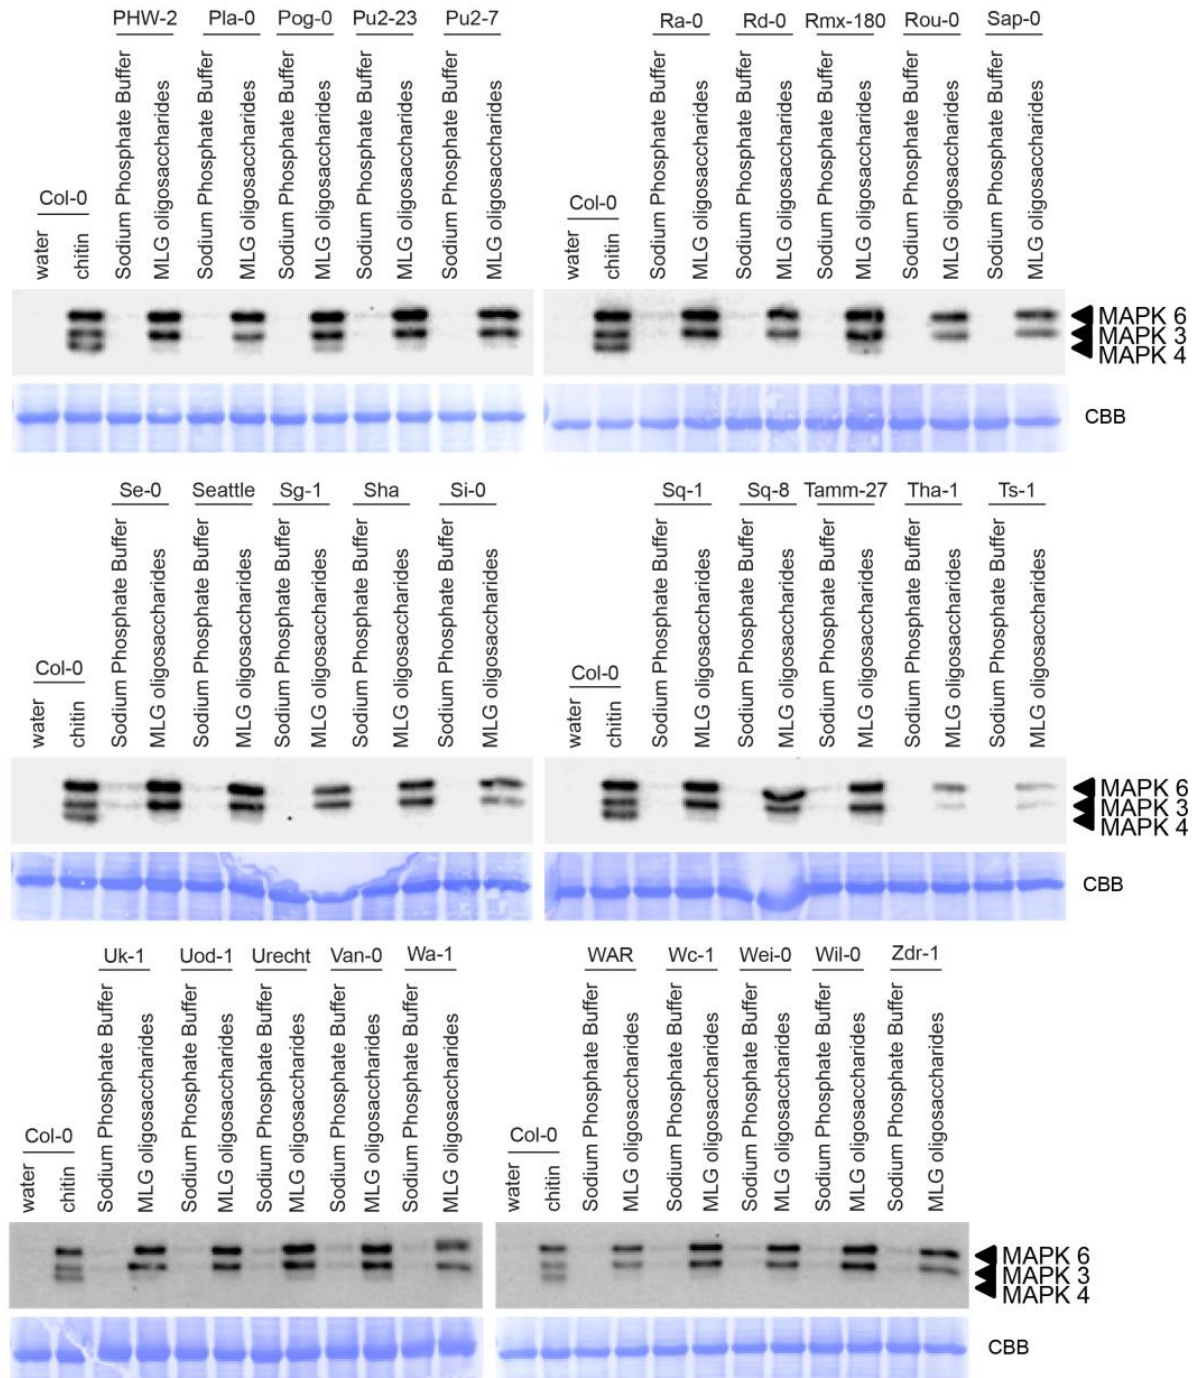 PHW-2 Pla-0 Pog-0 Pu2-23 Pu2-7
Col-0
water
chitin
Sodium Phosphate Buffer
MLG oligosaccharides
Sodium Phosphate Buffer
MLG oligosaccharides
Sodium Phosphate Buffer
MLG oligosaccharides
Sodium Phosphate Buffer
MLG oligosaccharides
Sodium Phosphate Buffer
MLG oligosaccharides
Ra-0 Rd-0 Rmx-180 Rou-0 Sap-0
Col-0
water
chitin
Sodium Phosphate Buffer
MLG oligosaccharides
Sodium Phosphate Buffer
MLG oligosaccharides
Sodium Phosphate Buffer
MLG oligosaccharides
Sodium Phosphate Buffer
MLG oligosaccharides
Sodium Phosphate Buffer
MLG oligosaccharides
MAPK 6
MAPK 3
MAPK 4
CBB
Se-0 Seattle Sg-1 Sha Si-0
Col-0
water
chitin
Sodium Phosphate Buffer
MLG oligosaccharides
Sodium Phosphate Buffer
MLG oligosaccharides
Sodium Phosphate Buffer
MLG oligosaccharides
Sodium Phosphate Buffer
MLG oligosaccharides
Sodium Phosphate Buffer
MLG oligosaccharides
Sq-1 Sq-8 Tamm-27 Tha-1 Ts-1
Col-0
water
chitin
Sodium Phosphate Buffer
MLG oligosaccharides
Sodium Phosphate Buffer
MLG oligosaccharides
Sodium Phosphate Buffer
MLG oligosaccharides
Sodium Phosphate Buffer
MLG oligosaccharides
Sodium Phosphate Buffer
MLG oligosaccharides
MAPK 6
MAPK 3
MAPK 4
CBB
Uk-1 Uod-1 Urecht Van-0 Wa-1
Col-0
water
chitin
Sodium Phosphate Buffer
MLG oligosaccharides
Sodium Phosphate Buffer
MLG oligosaccharides
Sodium Phosphate Buffer
MLG oligosaccharides
Sodium Phosphate Buffer
MLG oligosaccharides
Sodium Phosphate Buffer
MLG oligosaccharides
WAR Wc-1 Wei-0 Wil-0 Zdr-1
Col-0
water
chitin
Sodium Phosphate Buffer
MLG oligosaccharides
Sodium Phosphate Buffer
MLG oligosaccharides
Sodium Phosphate Buffer
MLG oligosaccharides
Sodium Phosphate Buffer
MLG oligosaccharides
Sodium Phosphate Buffer
MLG oligosaccharides
MAPK 6
MAPK 3
MAPK 4
CBB